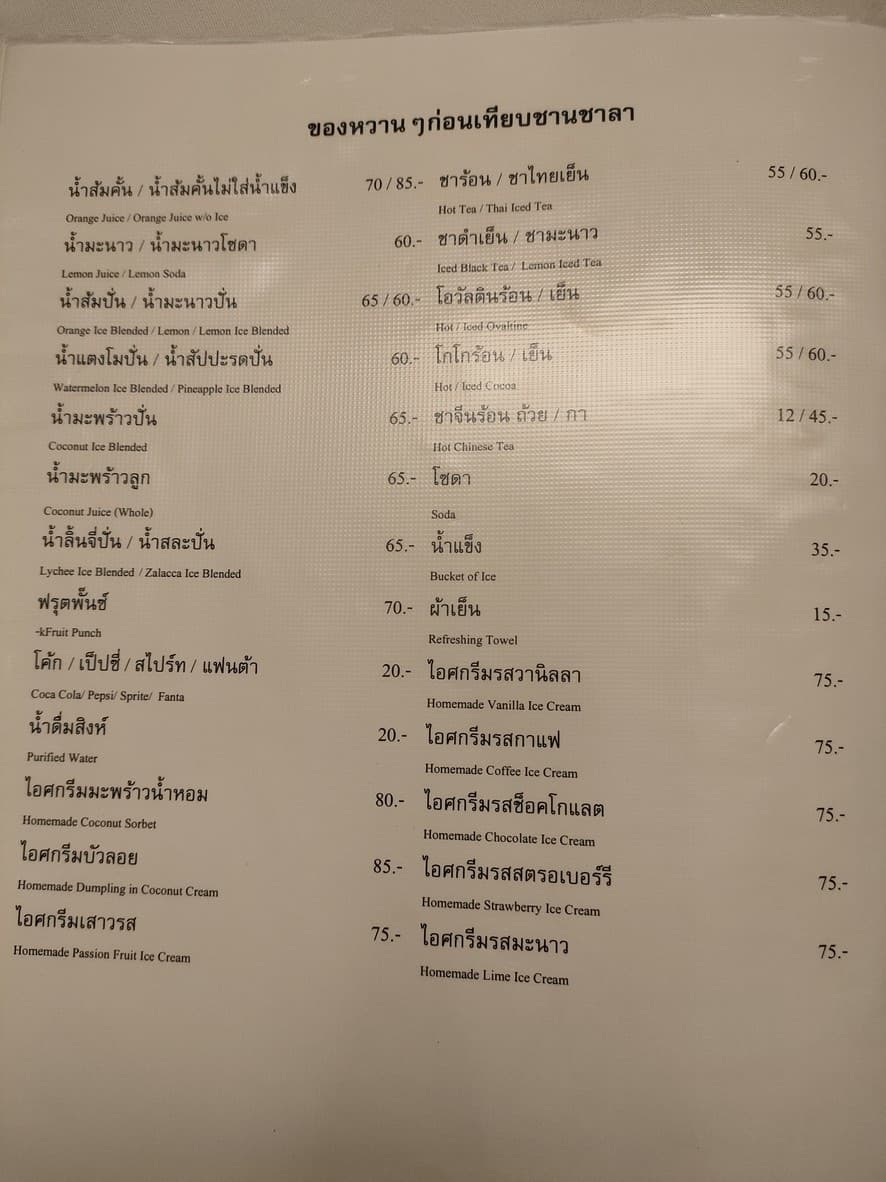 ของหวาน ๆก่อนเทียบชานชาลา
น้ำส้มคั้น / น้ำส้มคั้นไม่ใส่น้ำแข็ง 70 / 85.-
Orange Juice / Orange Juice w/o Ice
น้ำมะนาว / น้ำมะนาวโซดา 60.-
Lemon Juice / Lemon Soda
น้ำส้มปั่น / น้ำมะนาวปั่น 65 / 60.-
Orange Ice Blended / Lemon / Lemon Ice Blended
น้ำแตงโมปั่น / น้ำสัปปะรดปั่น 60.-
Watermelon Ice Blended / Pineapple Ice Blended
น้ำมะพร้าวปั่น 65.-
Coconut Ice Blended
น้ำมะพร้าวลูก 65.-
Coconut Juice (Whole)
น้ำลิ้นจี่ปั่น / น้ำสละปั่น 65.-
Lychee Ice Blended / Zalacca Ice Blended
ฟรุตพั้นช์ 70.-
-kFruit Punch
โค้ก / เป็ปซี่ / สไปร์ท / แฟนต้า 20.-
Coca Cola/ Pepsi/ Sprite/ Fanta
น้ำดื่มสิงห์ 20.-
Purified Water
ไอศกรีมมะพร้าวน้ำหอม 80.-
Homemade Coconut Sorbet
ไอศกรีมบัวลอย 85.-
Homemade Dumpling in Coconut Cream
ไอศกรีมเสาวรส 75.-
Homemade Passion Fruit Ice Cream
ชาร้อน / ชาไทยเย็น 55 / 60.-
Hot Tea / Thai Iced Tea
ชาดำเย็น / ชามะนาว 55.-
Iced Black Tea / Lemon Iced Tea
โอวัลตินร้อน / เย็น 55 / 60.-
Hot / Iced Ovaltine
โกโกร้อน / เย็น 55 / 60.-
Hot / Iced Cocoa
ชาจีนร้อน ถ้วย / กา 12 / 45.-
Hot Chinese Tea
โซดา 20.-
Soda
น้ำแข็ง 35.-
Bucket of Ice
ผ้าเย็น 15.-
Refreshing Towel
ไอศกรีมรสวานิลลา 75.-
Homemade Vanilla Ice Cream
ไอศกรีมรสกาแฟ 75.-
Homemade Coffee Ice Cream
ไอศกรีมรสช็อคโกแลต 75.-
Homemade Chocolate Ice Cream
ไอศกรีมรสสตรอเบอร์รี 75.-
Homemade Strawberry Ice Cream
ไอศกรีมรสมะนาว 75.-
Homemade Lime Ice Cream